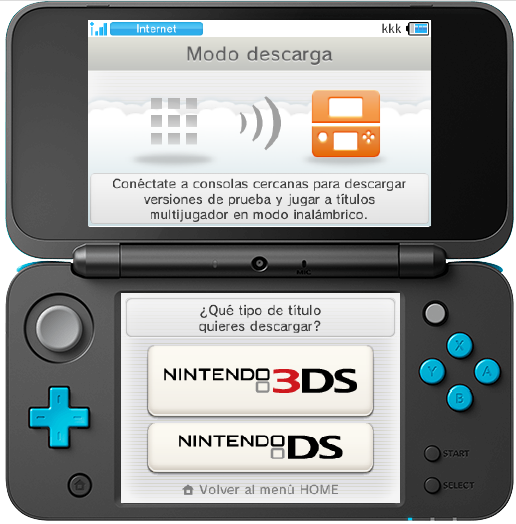 Internet
kkk
Modo descarga
Conéctate a consolas cercanas para descargar
versiones de prueba y jugar a títulos
multijugador en modo inalámbrico.
MIC
¿Qué tipo de título
quieres descargar?
NINTENDO 3DS
NINTENDO DS
Volver al menú HOME
X
Y
A
B
START
SELECT